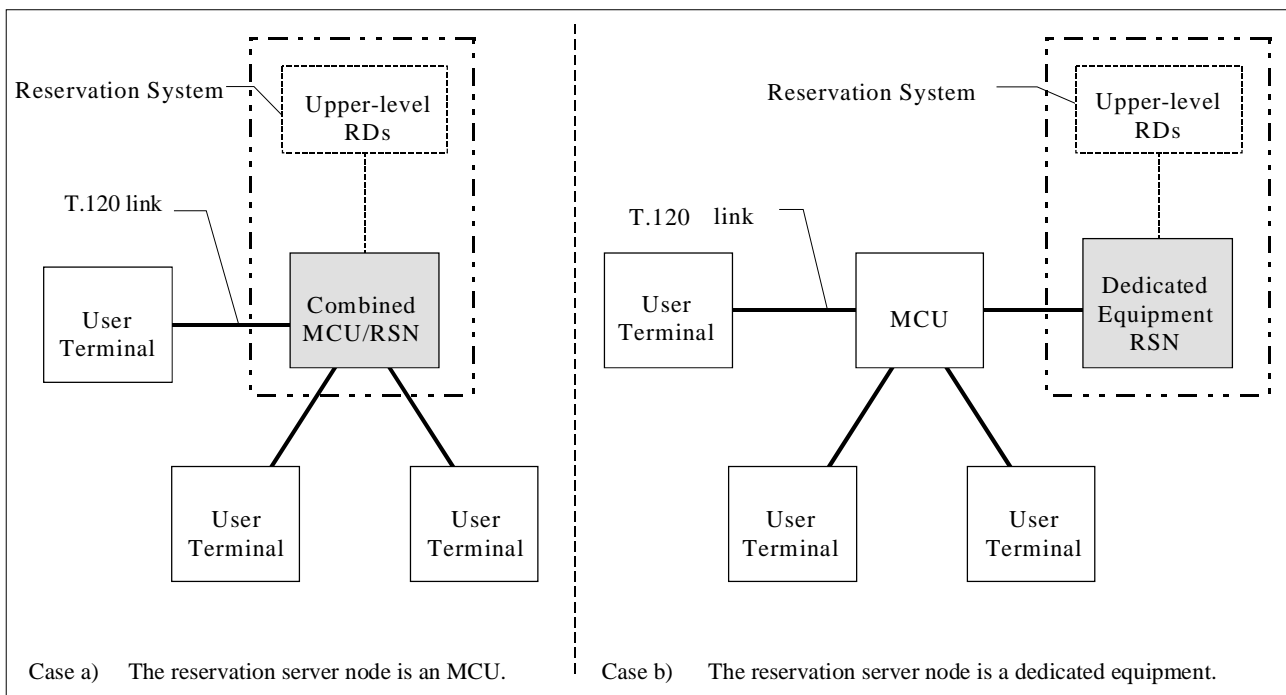 Reservation System
Upper-level
RDs
T.120 link
User
Terminal
Combined
MCU/RSN
User
Terminal
User
Terminal
Case a) The reservation server node is an MCU.
Reservation System
Upper-level
RDs
T.120 link
User
Terminal
MCU
Dedicated
Equipment
RSN
User
Terminal
User
Terminal
Case b) The reservation server node is a dedicated equipment.